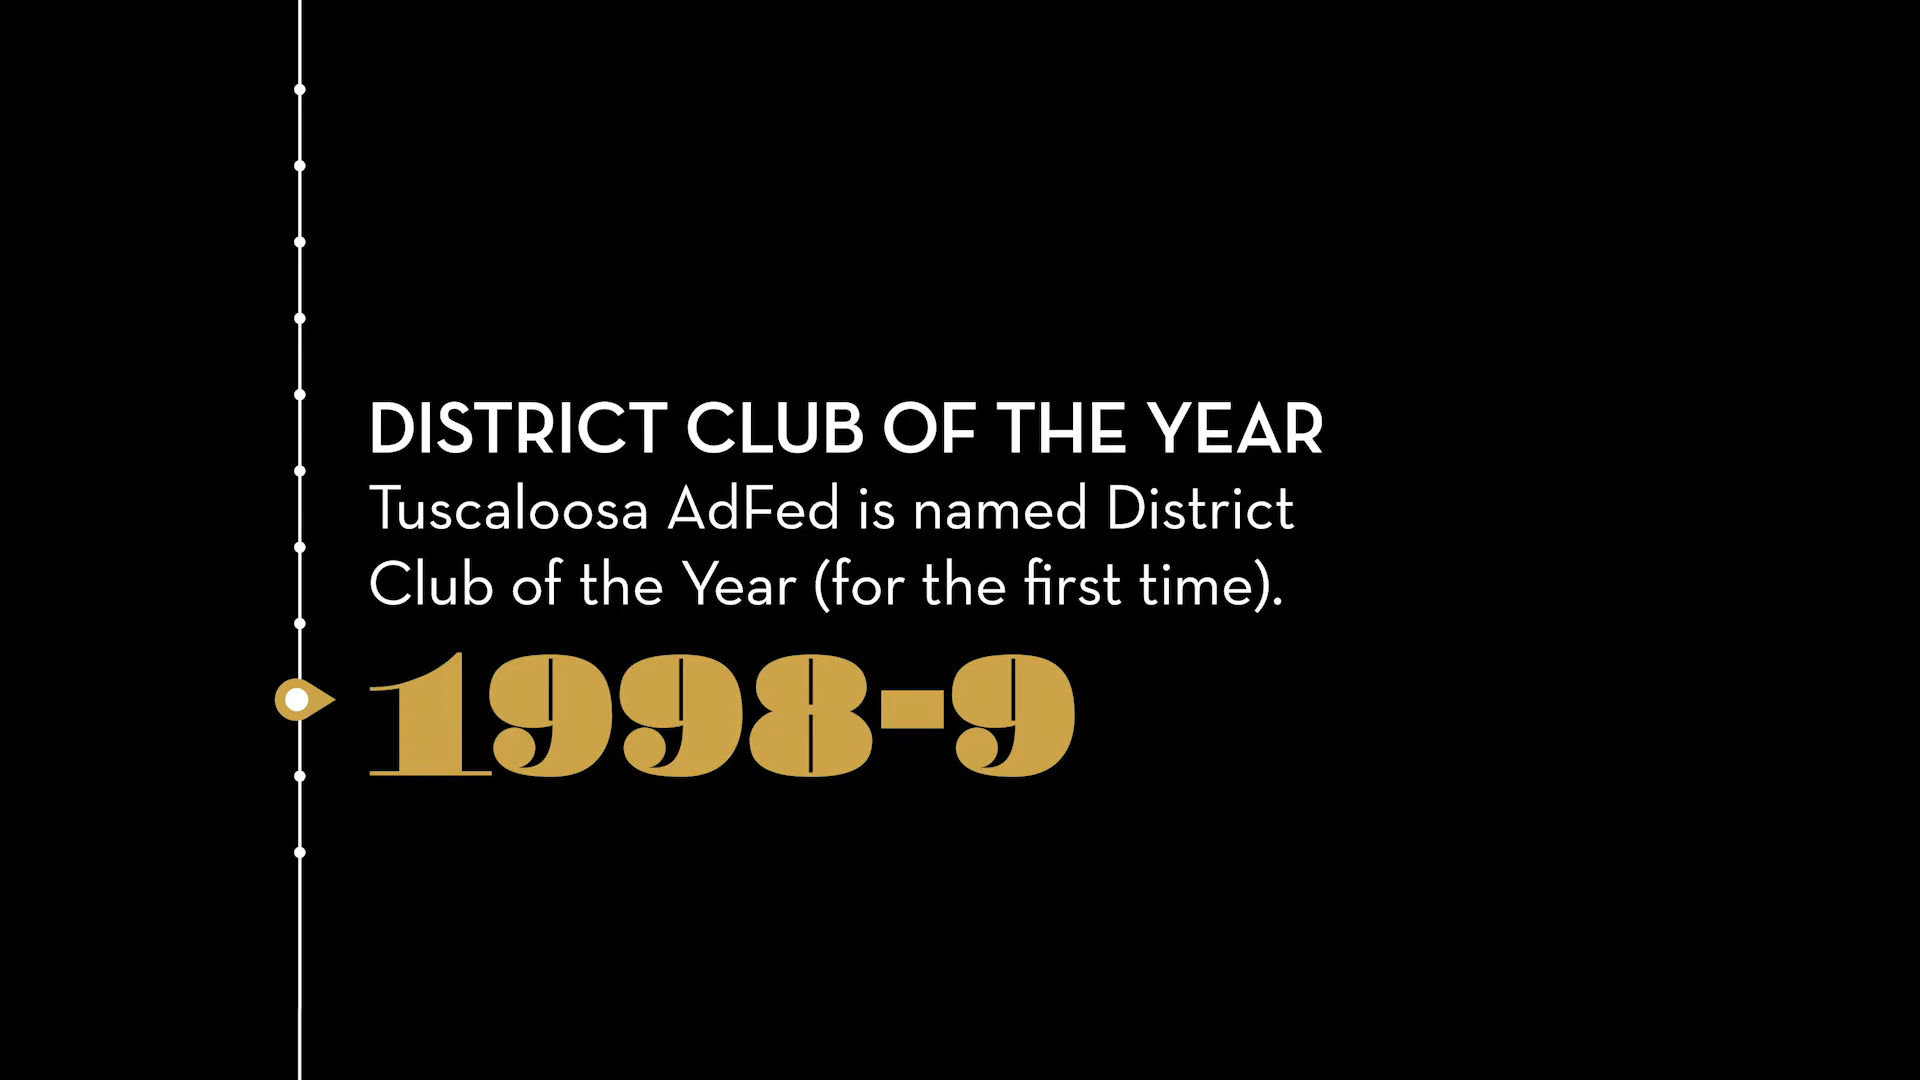 DISTRICT CLUB OF THE YEAR
Tuscaloosa AdFed is named District
Club of the Year (for the first time).
1998-9